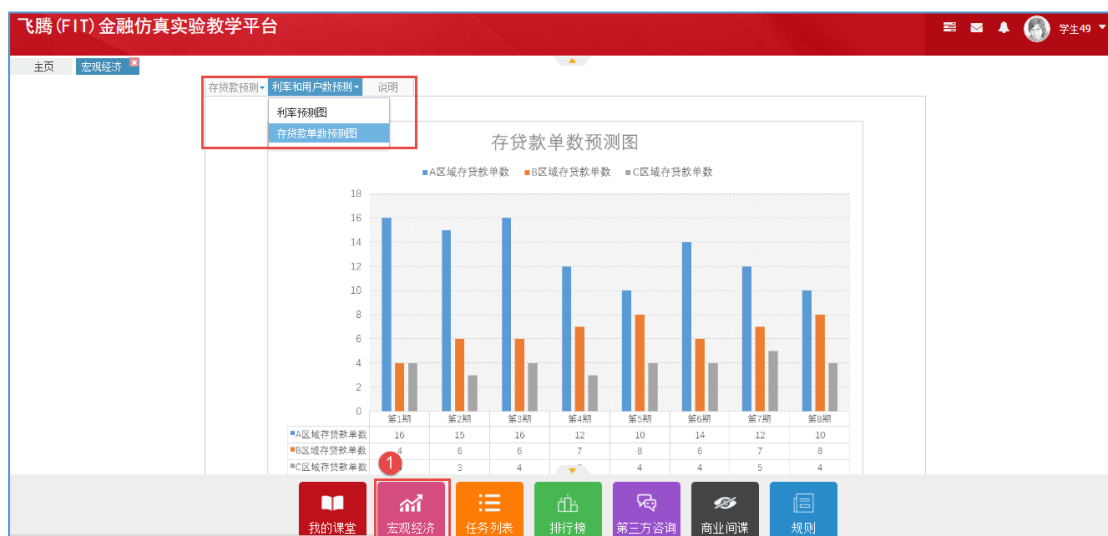 飞腾(FIT)金融仿真实验教学平台
学生49
主页 宏观经济
存贷款预测 利率和用户数预测 说明
利率预测图
存贷款单数预测图
存贷款单数预测图
A区域存贷款单数 B区域存贷款单数 C区域存贷款单数
18
16
14
12
10
8
6
4
2
0
第1期 第2期 第3期 第4期 第5期 第6期 第7期 第8期
A区域存贷款单数 16 15 16 12 10 14 12 10
B区域存贷款单数 4 6 6 7 8 6 7 8
C区域存贷款单数 3 4 4 4 5 4
1
我的课堂 宏观经济 任务列表 排行榜 第三方咨询 商业间谍 规则